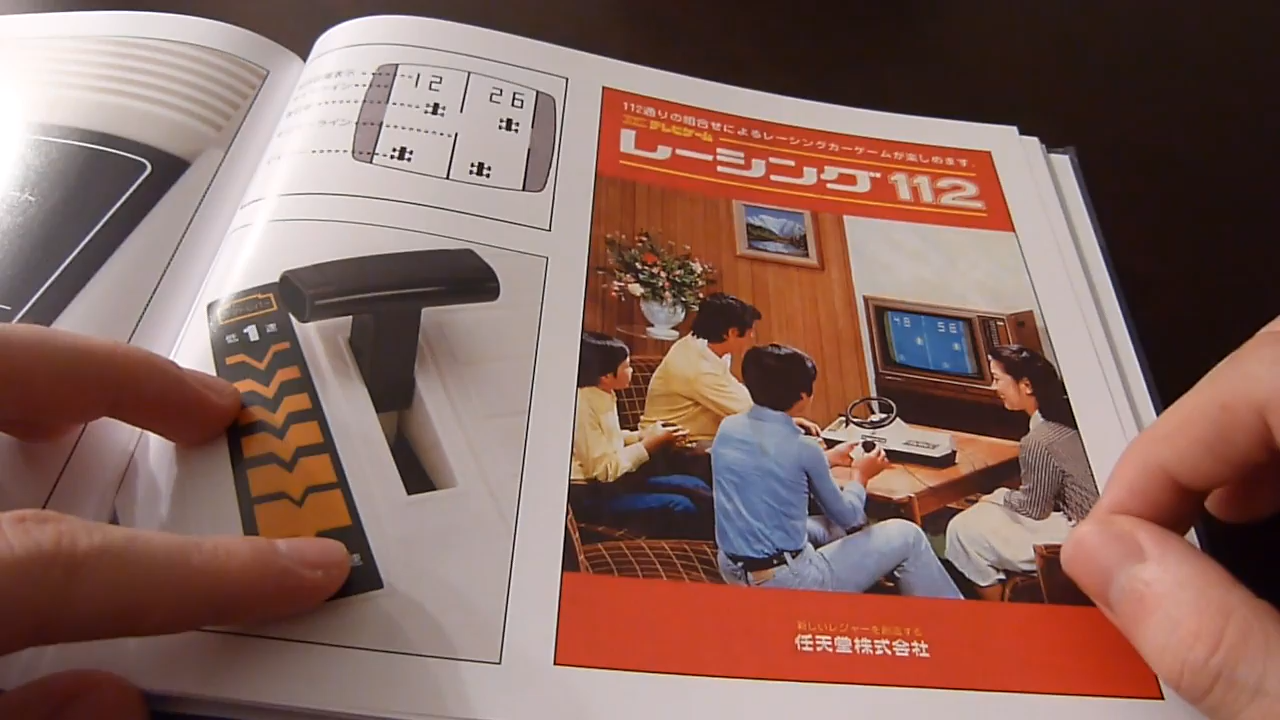 12
26
低 1 速
112通りの組合せによるレーシングカーゲームが楽しめます。
テレビゲーム
レーシング 112
48 56
新しいレジャーを創造する
任天堂株式会社